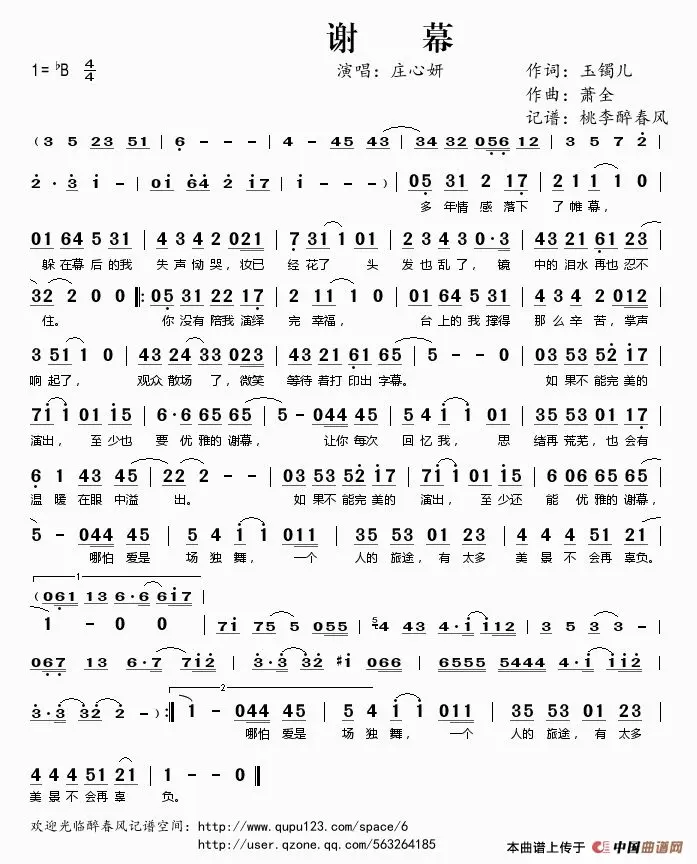 谢 幕
1=♭B 4/4 演唱：庄心妍 作词：玉镯儿
作曲：萧全
记谱：桃李醉春风
(3 5 23 51 | 6 - - - | 4 - 45 43 | 34 32 056 12 | 3 5 7 2 |
2· 3 i - | 0i 64 2 i7 | i - - -) | 05 31 2 17 | 2 1 1 1 0 |
多 年情 感 落下 了 帷幕，
01 64 5 31 | 4 3 4 2 021 | 7 31 1 01 | 2 3 4 0·3 | 43 21 61 23 |
躲在幕后的我 失声恸哭，妆已 经花了 头 发也乱了，镜 中的泪水再也忍不
32 2 0 0 ‖: 05 31 22 17 | 2 11 1 0 | 01 64 5 31 | 4 3 4 2 012 |
住。 你没有陪我演绎 完 幸福， 台上的我撑得 那么辛苦，掌声
3 51 1 0 | 43 24 33 023 | 43 21 61 65 | 5 - - 0 | 03 53 52 i7 |
响起了， 观众散场 了，微笑 等待着打印出字幕。 如果不能完美的
7i i 01 i5 | 6·6 65 65 65 | 5 - 044 45 | 5 4 i i 01 | 35 53 01 17 |
演出， 至少也 要 优雅的谢幕， 让你每次 回忆我， 思 绪再荒芜，也会有
6 1 43 45 | 22 2 - - | 03 53 52 i7 | 7i i 01 i5 | 6 06 65 65 |
温暖在眼中溢 出。 如果不能完美的 演出， 至少还 能 优雅的谢幕，
5 - 044 45 | 5 4 i i 011 | 35 53 01 23 | 4 4 4 51 21 |
哪怕 爱是 场独舞， 一个 人的旅途，有太多 美景不会再辜负。
1
(061 13 6·6 6i7 |
1 - 0 0 | 7i 75 5 055 | 5 4 43 4·i i12 | 3 5 3 3 |
067 13 6·7 7i2 | 3·3 32 #i 066 | 6555 5444 4·i ii2 |
2
3·3 32 2 -) :‖ 1 - 044 45 | 5 4 i i 011 | 35 53 01 23 |
哪怕 爱是 场独舞， 一个 人的旅途，有太多
4 4 4 51 21 | 1 - - 0 ‖
美景不会再辜 负。
欢迎光临醉春风记谱空间：http://www.qupu123.com/space/6
http://user.qzone.qq.com/563264185
本曲谱上传于 中国曲谱网